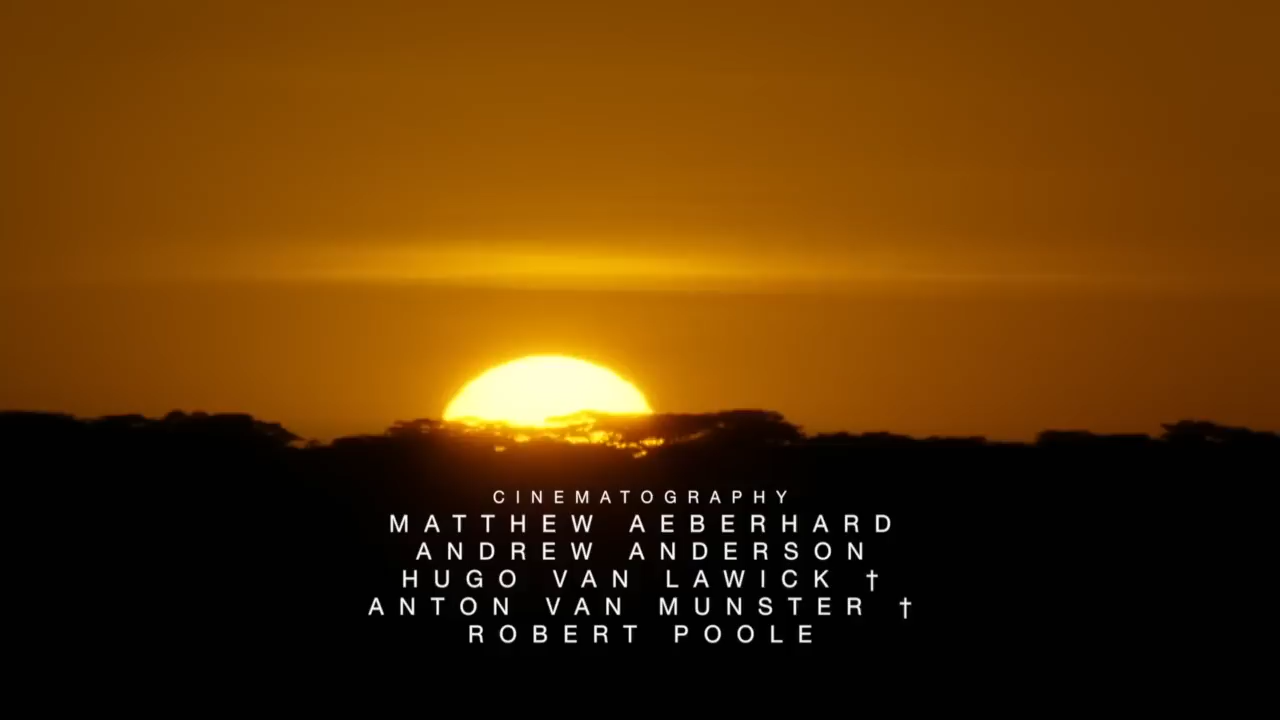 CINEMATOGRAPHY
MATTHEW AEBERHARD
ANDREW ANDERSON
HUGO VAN LAWICK †
ANTON VAN MUNSTER †
ROBERT POOLE